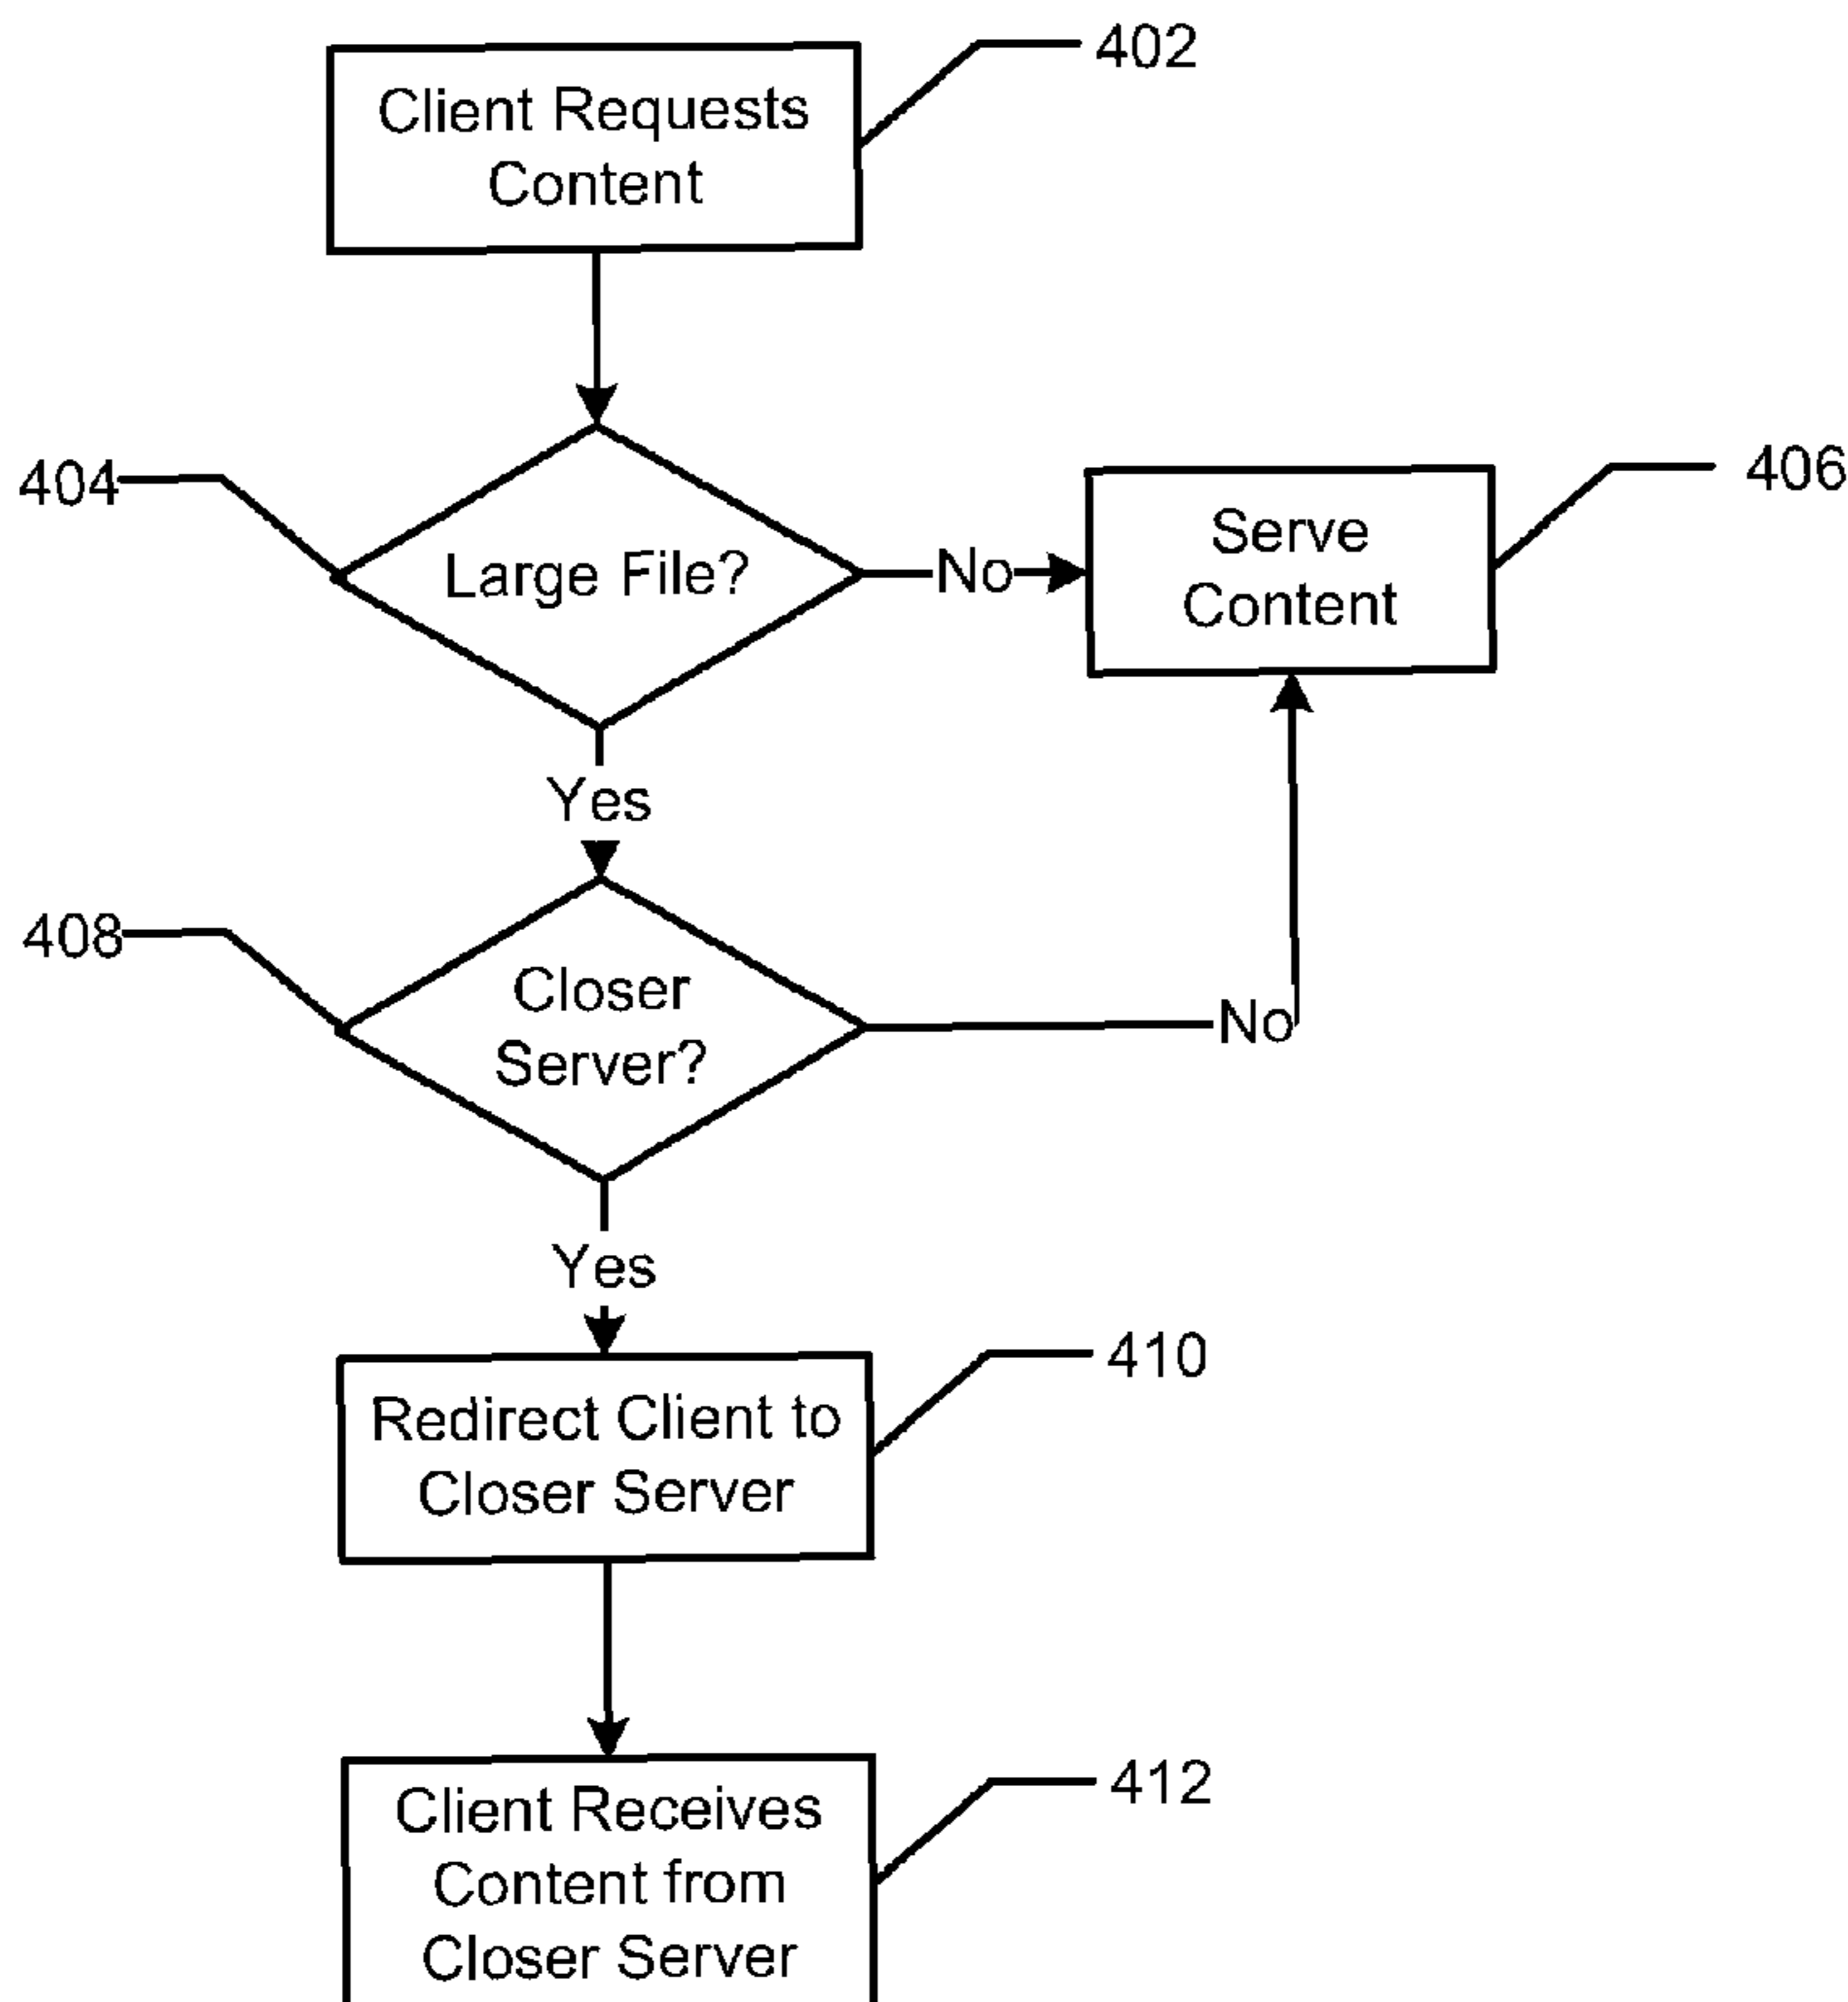 Client Requests
Content
402
404
Large File?
No
Serve
Content
406
Yes
408
Closer
Server?
No
Yes
Redirect Client to
Closer Server
410
Client Receives
Content from
Closer Server
412